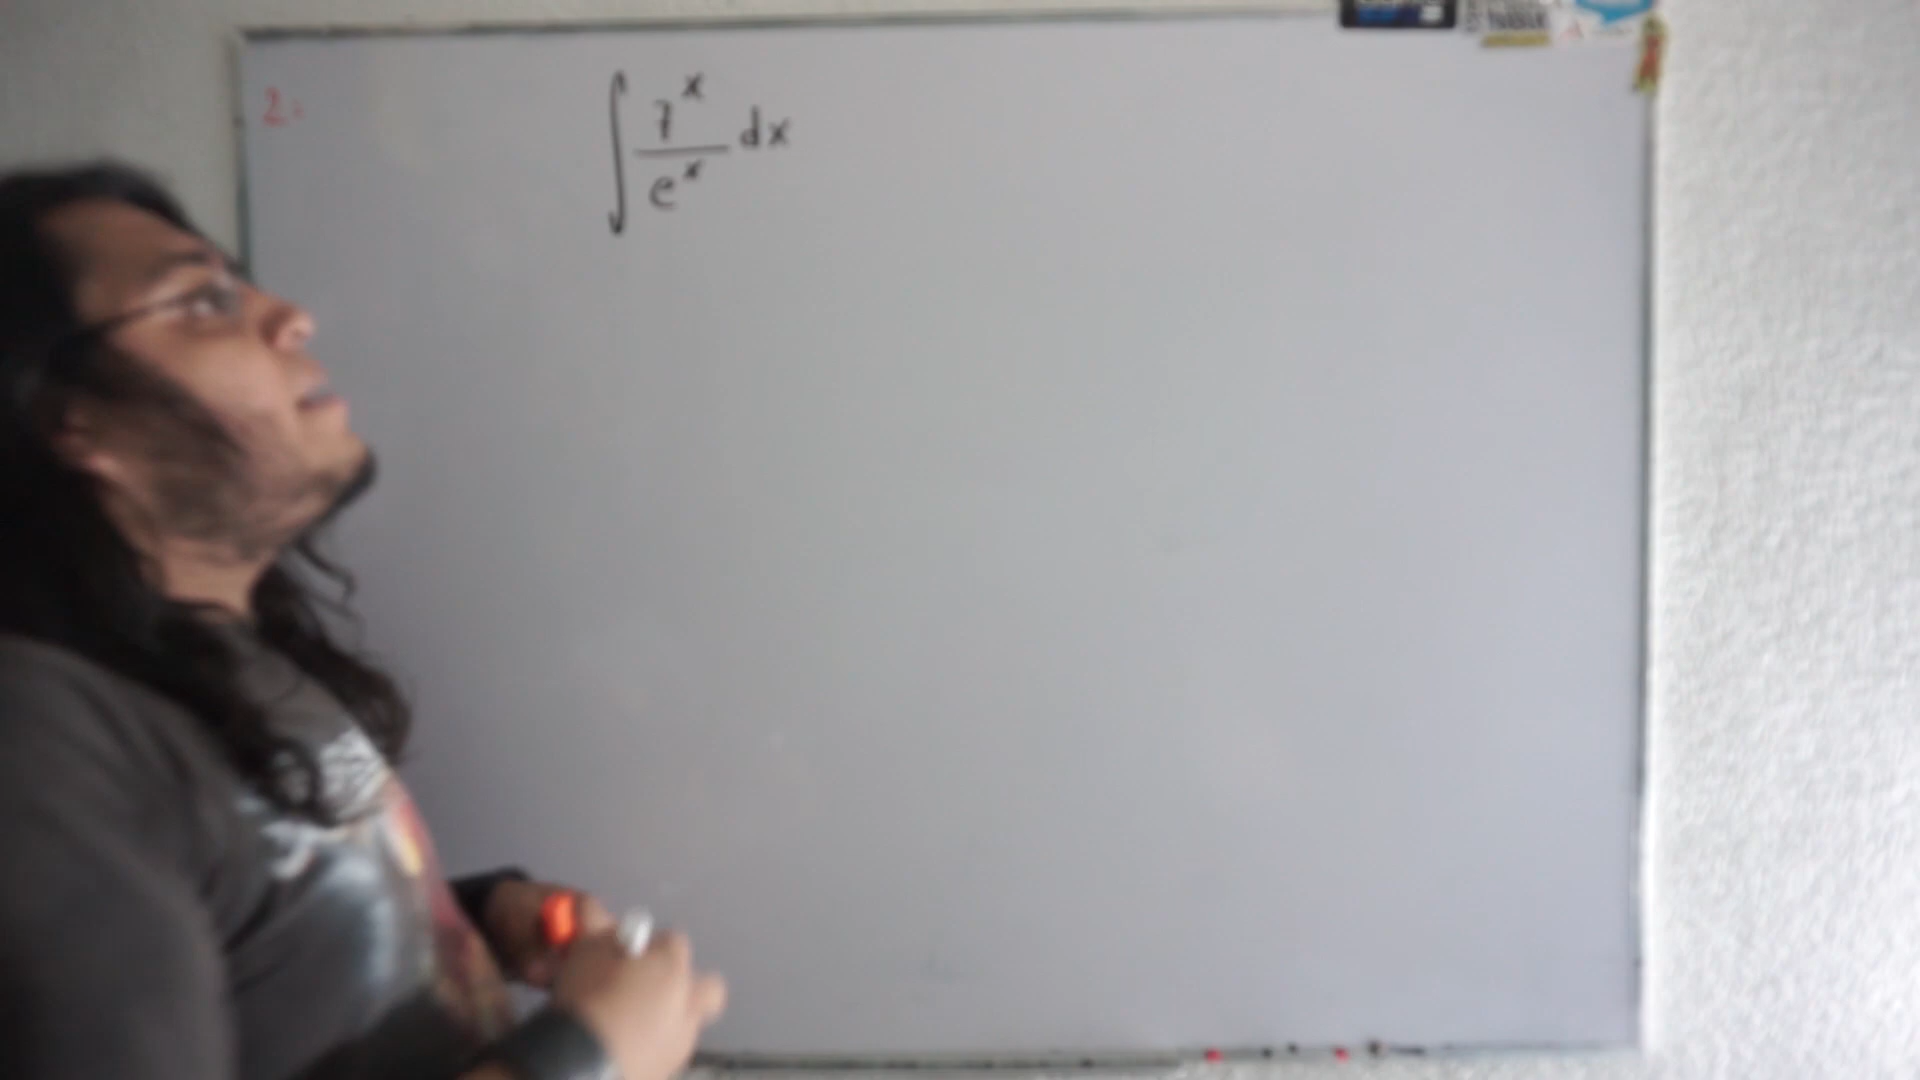 2:
∫ 7^x / e^x dx